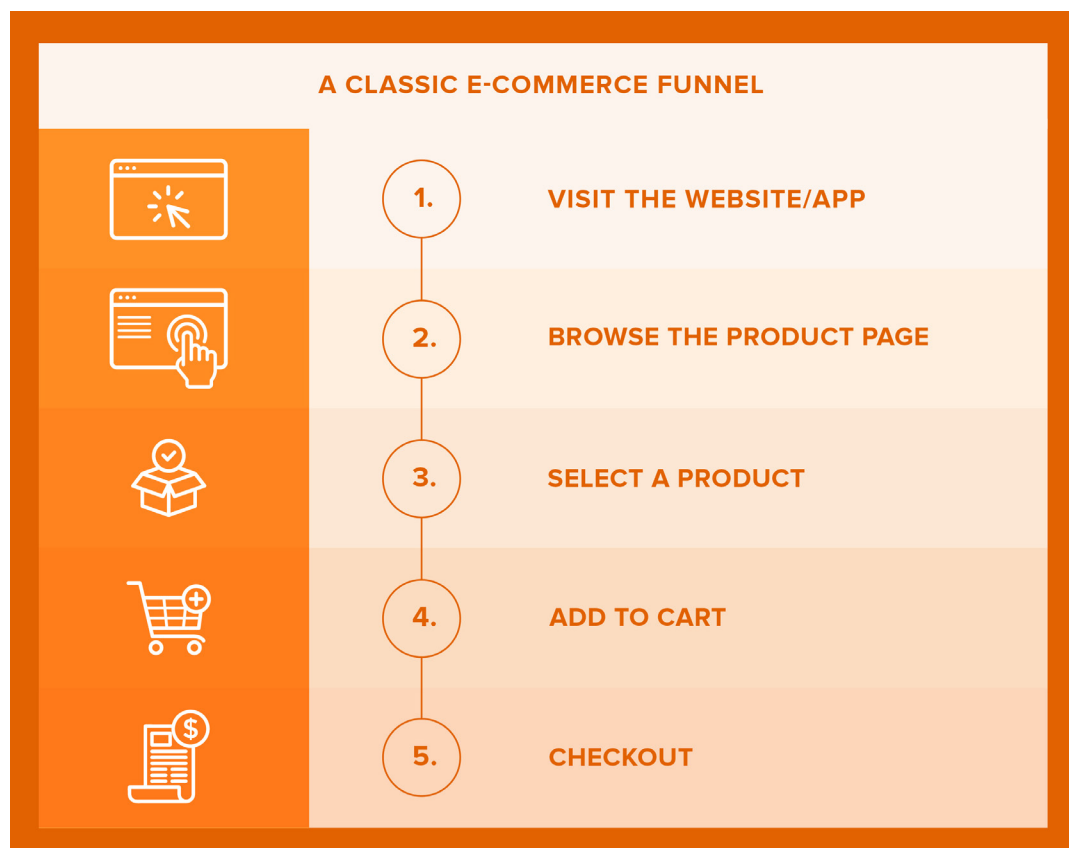 A CLASSIC E-COMMERCE FUNNEL
1. VISIT THE WEBSITE/APP
2. BROWSE THE PRODUCT PAGE
3. SELECT A PRODUCT
4. ADD TO CART
$
5. CHECKOUT